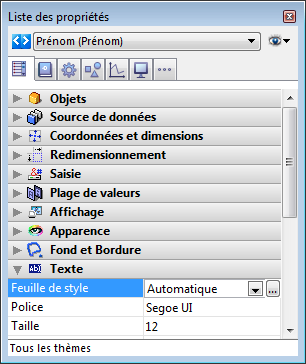 Liste des propriétés
Prénom (Prénom)
Objets
Source de données
Coordonnées et dimensions
Redimensionnement
Saisie
Plage de valeurs
Affichage
Apparence
Fond et Bordure
Texte
Feuille de style Automatique ...
Police Segoe UI
Taille 12
Tous les thèmes